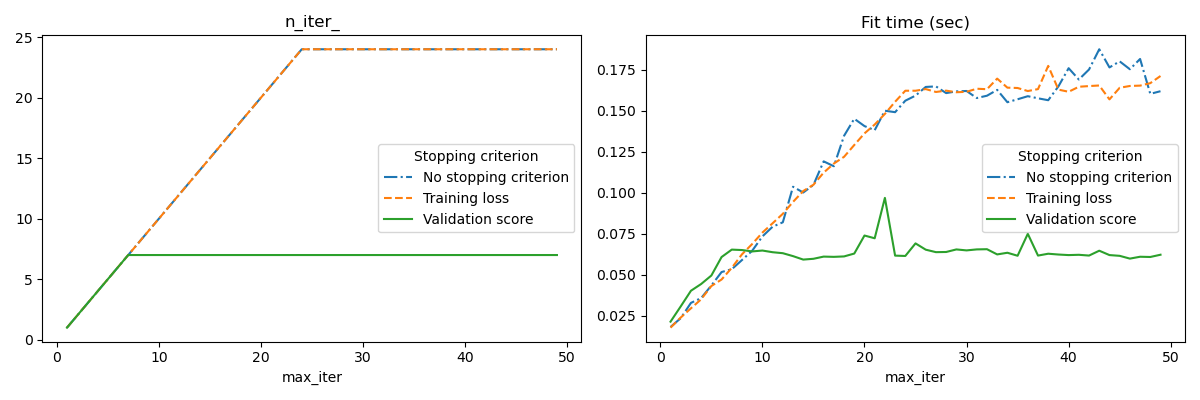 n_iter_
25
20
15
10
5
0
0 10 20 30 40 50
max_iter
Stopping criterion
No stopping criterion
Training loss
Validation score
Fit time (sec)
0.175
0.150
0.125
0.100
0.075
0.050
0.025
0 10 20 30 40 50
max_iter
Stopping criterion
No stopping criterion
Training loss
Validation score